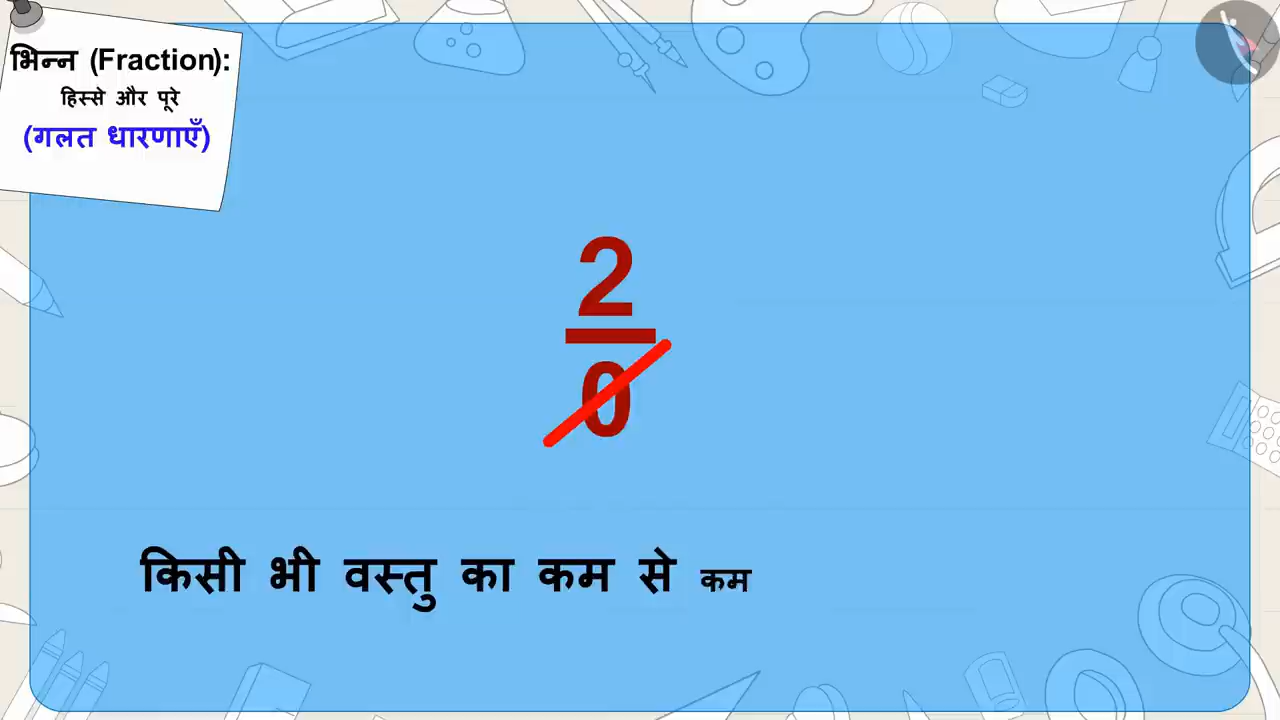 भिन्न (Fraction):
हिस्से और पूरे
(गलत धारणाएँ)
2
0
किसी भी वस्तु का कम से कम